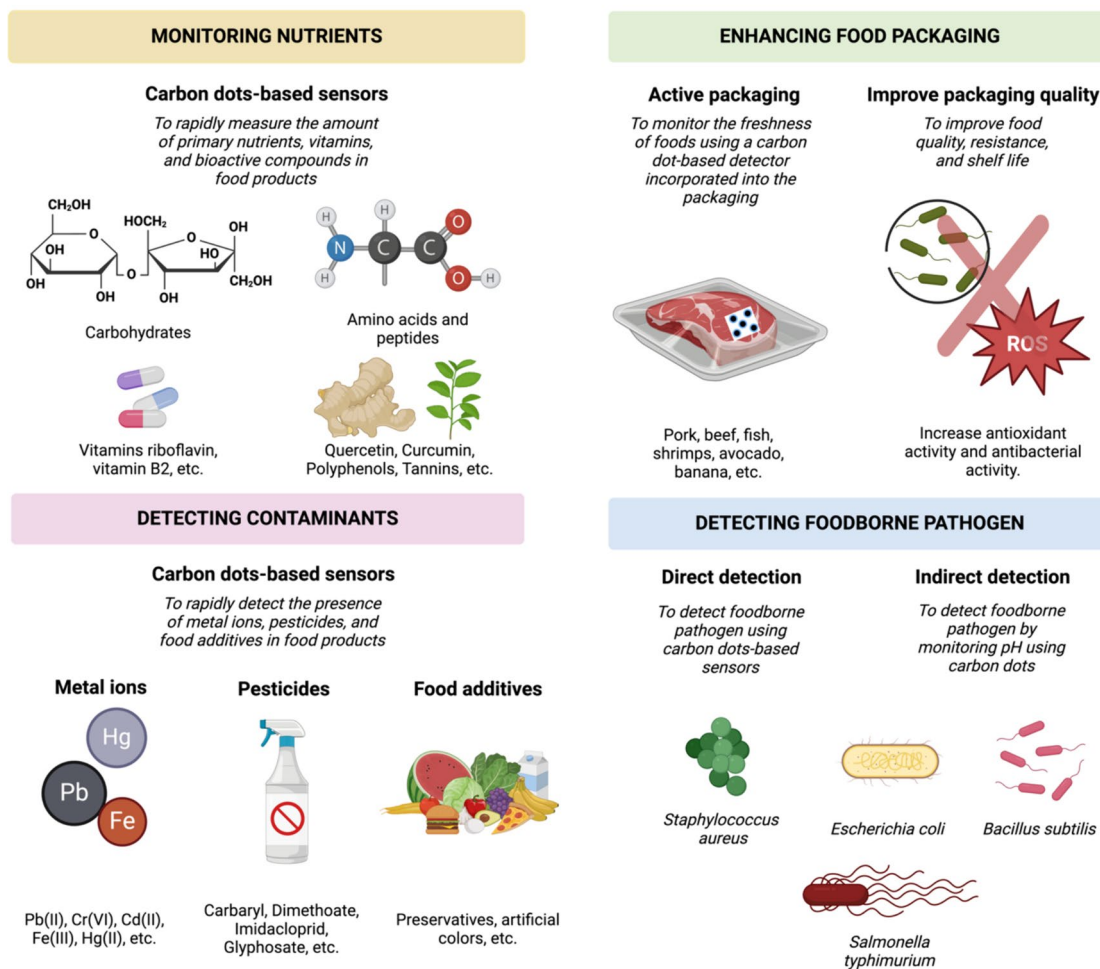 MONITORING NUTRIENTS
Carbon dots-based sensors
To rapidly measure the amount
of primary nutrients, vitamins,
and bioactive compounds in
food products
CH₂OH
O
OH
OH
OH
O
HOCH₂
O
OH
HO
CH₂OH
OH
Carbohydrates
H
H
N
H
C
C
O
O
H
Amino acids and
peptides
Vitamins riboflavin,
vitamin B2, etc.
Quercetin, Curcumin,
Polyphenols, Tannins, etc.
ENHANCING FOOD PACKAGING
Active packaging
To monitor the freshness
of foods using a carbon
dot-based detector
incorporated into the
packaging
Pork, beef, fish,
shrimps, avocado,
banana, etc.
Improve packaging quality
To improve food
quality, resistance,
and shelf life
ROS
Increase antioxidant
activity and antibacterial
activity.
DETECTING CONTAMINANTS
Carbon dots-based sensors
To rapidly detect the presence
of metal ions, pesticides, and
food additives in food products
Metal ions
Hg
Pb
Fe
Pb(II), Cr(VI), Cd(II),
Fe(III), Hg(II), etc.
Pesticides
Carbaryl, Dimethoate,
Imidacloprid,
Glyphosate, etc.
Food additives
Preservatives, artificial
colors, etc.
DETECTING FOODBORNE PATHOGEN
Direct detection
To detect foodborne
pathogen using
carbon dots-based
sensors
Indirect detection
To detect foodborne
pathogen by
monitoring pH using
carbon dots
Staphylococcus
aureus
Escherichia coli
Bacillus subtilis
Salmonella
typhimurium